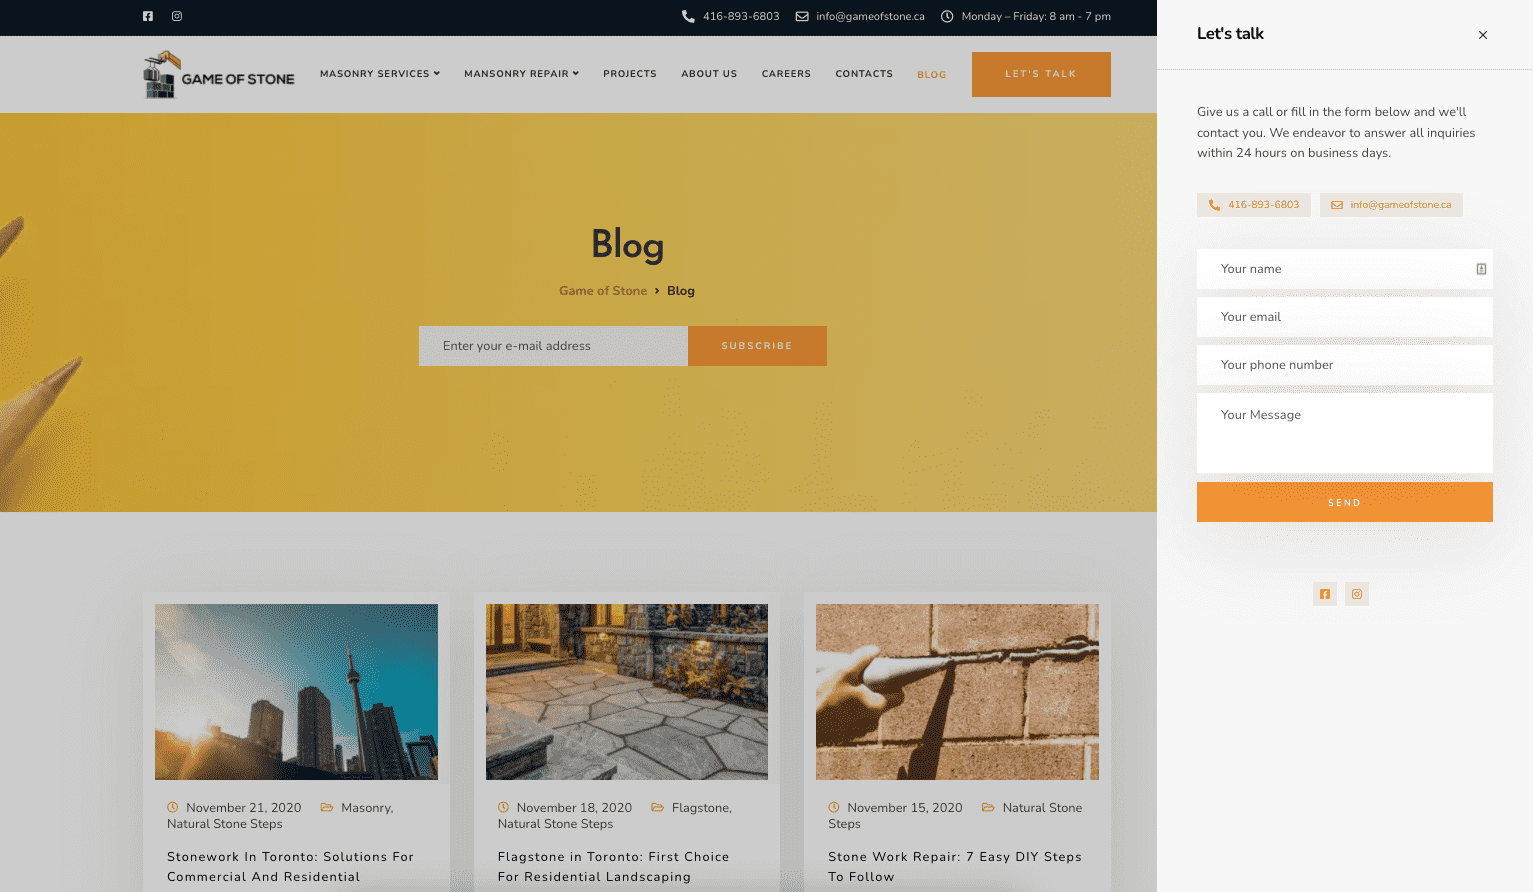 416-893-6803 info@gameofstone.ca Monday – Friday: 8 am - 7 pm
GAME OF STONE
MASONRY SERVICES MANSONRY REPAIR PROJECTS ABOUT US CAREERS CONTACTS BLOG LET'S TALK
Blog
Game of Stone Blog
Enter your e-mail address SUBSCRIBE
November 21, 2020 Masonry,
Natural Stone Steps
Stonework In Toronto: Solutions For
Commercial And Residential
November 18, 2020 Flagstone,
Natural Stone Steps
Flagstone in Toronto: First Choice
For Residential Landscaping
November 15, 2020 Natural Stone
Steps
Stone Work Repair: 7 Easy DIY Steps
To Follow
Let's talk
Give us a call or fill in the form below and we'll
contact you. We endeavor to answer all inquiries
within 24 hours on business days.
416-893-6803 info@gameofstone.ca
Your name
Your email
Your phone number
Your Message
SEND